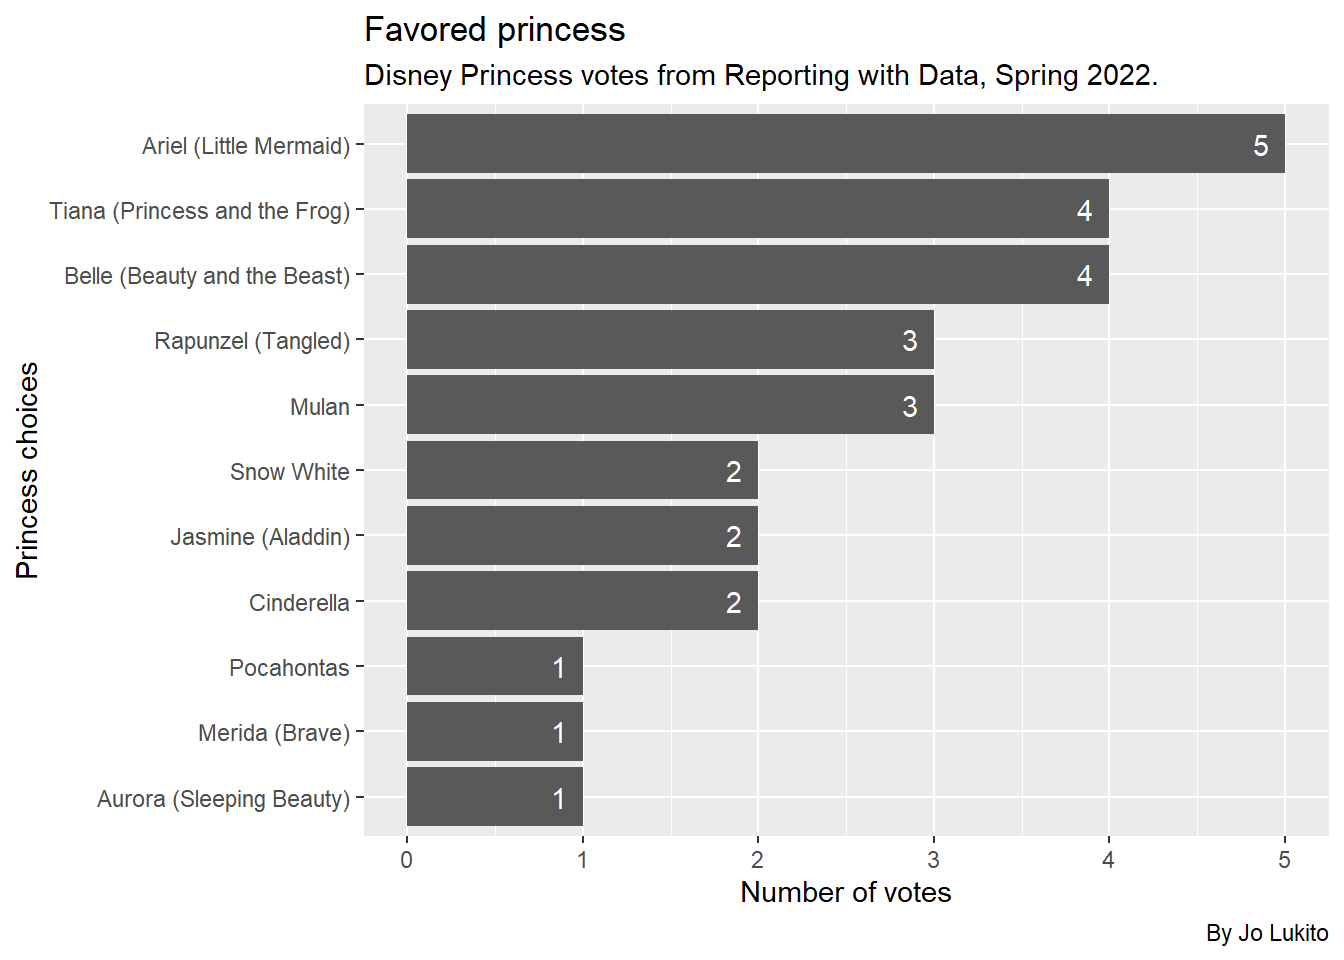 Favored princess
Disney Princess votes from Reporting with Data, Spring 2022.
Princess choices
Ariel (Little Mermaid) 5
Tiana (Princess and the Frog) 4
Belle (Beauty and the Beast) 4
Rapunzel (Tangled) 3
Mulan 3
Snow White 2
Jasmine (Aladdin) 2
Cinderella 2
Pocahontas 1
Merida (Brave) 1
Aurora (Sleeping Beauty) 1
0 1 2 3 4 5
Number of votes
By Jo Lukito